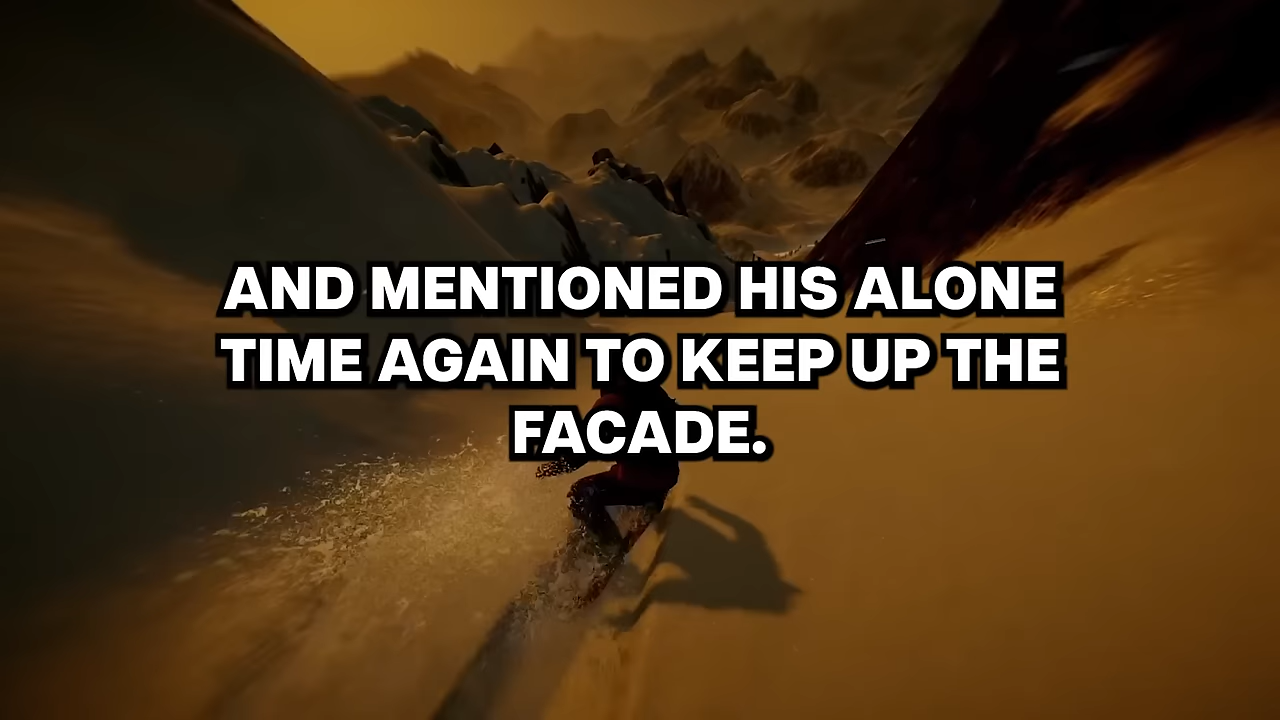 AND MENTIONED HIS ALONE
TIME AGAIN TO KEEP UP THE
FACADE.